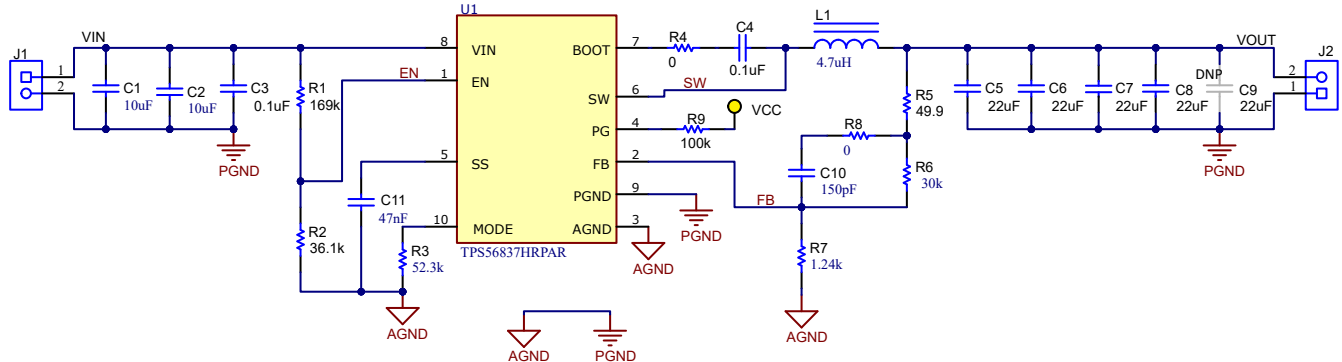 U1
TPS56837HRPAR
8 VIN
1 EN
5 SS
10 MODE
BOOT 7
SW 6
PG 4
FB 2
PGND 9
AGND 3
J1
1
2
VIN
C1
10uF
C2
10uF
C3
0.1uF
PGND
R1
169k
EN
R2
36.1k
C11
47nF
R3
52.3k
AGND
R4
0
C4
0.1uF
SW
L1
4.7uH
R9
100k
VCC
R8
0
C10
150pF
FB
R5
49.9
R6
30k
R7
1.24k
AGND
PGND
AGND
AGND
PGND
C5
22uF
C6
22uF
C7
22uF
C8
22uF
DNP
C9
22uF
PGND
VOUT
J2
2
1